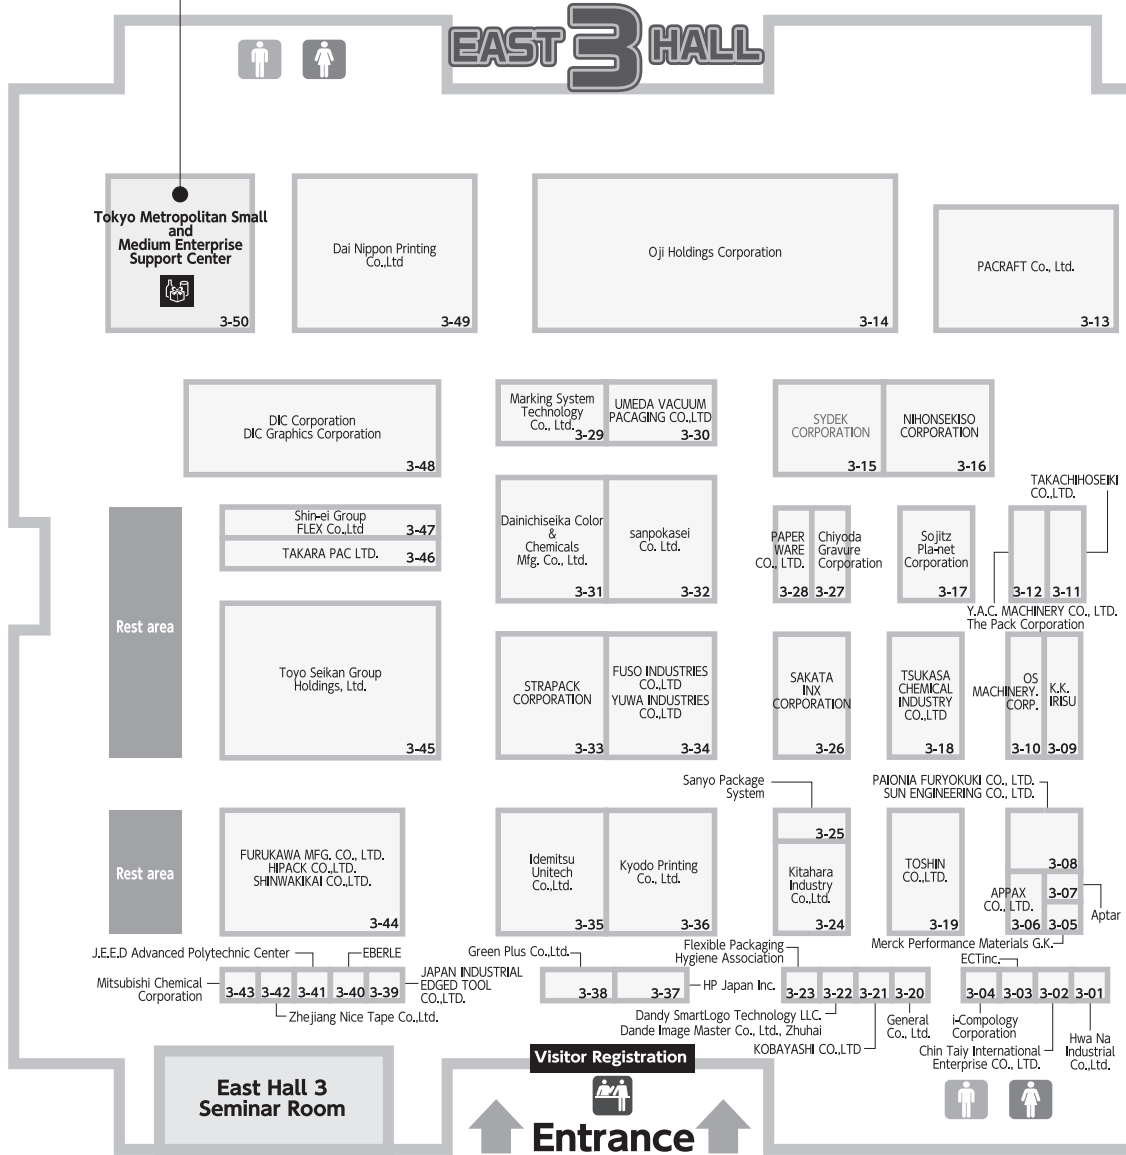 EAST 3 HALL
Tokyo Metropolitan Small
and
Medium Enterprise
Support Center
3-50
Dai Nippon Printing
Co.,Ltd
3-49
Oji Holdings Corporation
3-14
PACRAFT Co., Ltd.
3-13
DIC Corporation
DIC Graphics Corporation
3-48
Marking System
Technology
Co., Ltd.
3-29
UMEDA VACUUM
PACAGING CO.,LTD
3-30
SYDEK
CORPORATION
3-15
NIHONSEKISO
CORPORATION
3-16
TAKACHIHOSEIKI
CO.,LTD.
Shin-ei Group
FLEX Co.,Ltd
3-47
TAKARA PAC LTD.
3-46
Dainichiseika Color
&
Chemicals
Mfg. Co., Ltd.
3-31
sanpokasei
Co. Ltd.
3-32
PAPER
WARE
CO., LTD.
3-28
Chiyoda
Gravure
Corporation
3-27
Sojitz
Pla-net
Corporation
3-17
3-12
3-11
Y.A.C. MACHINERY CO., LTD.
The Pack Corporation
Rest area
Toyo Seikan Group
Holdings, Ltd.
3-45
STRAPACK
CORPORATION
3-33
FUSO INDUSTRIES
CO.,LTD
YUWA INDUSTRIES
CO.,LTD
3-34
SAKATA
INX
CORPORATION
3-26
TSUKASA
CHEMICAL
INDUSTRY
CO.,LTD
3-18
OS
MACHINERY.
CORP.
3-10
K.K.
IRISU
3-09
Sanyo Package
System
PAIONIA FURYOKUKI CO., LTD.
SUN ENGINEERING CO., LTD.
Rest area
FURUKAWA MFG. CO., LTD.
HIPACK CO.,LTD.
SHINWAKIKAI CO.,LTD.
3-44
Idemitsu
Unitech
Co.,Ltd.
3-35
Kyodo Printing
Co., Ltd.
3-36
3-25
Kitahara
Industry
Co.,Ltd.
3-24
TOSHIN
CO.,LTD.
3-19
3-08
3-07
APPAX
CO., LTD.
3-06
3-05
Aptar
Merck Performance Materials G.K.
J.E.E.D Advanced Polytechnic Center
EBERLE
Green Plus Co.,Ltd.
Flexible Packaging
Hygiene Association
ECTinc.
Mitsubishi Chemical
Corporation
3-43
3-42
3-41
3-40
3-39
JAPAN INDUSTRIAL
EDGED TOOL
CO.,LTD.
3-38
3-37
HP Japan Inc.
3-23
3-22
3-21
3-20
3-04
3-03
3-02
3-01
Zhejiang Nice Tape Co.,Ltd.
Dandy SmartLogo Technology LLC.
Dande Image Master Co., Ltd., Zhuhai
KOBAYASHI CO.,LTD
General
Co., Ltd.
i-Compology
Corporation
Chin Taiy International
Enterprise CO., LTD.
Hwa Na
Industrial
Co.,Ltd.
East Hall 3
Seminar Room
Visitor Registration
Entrance